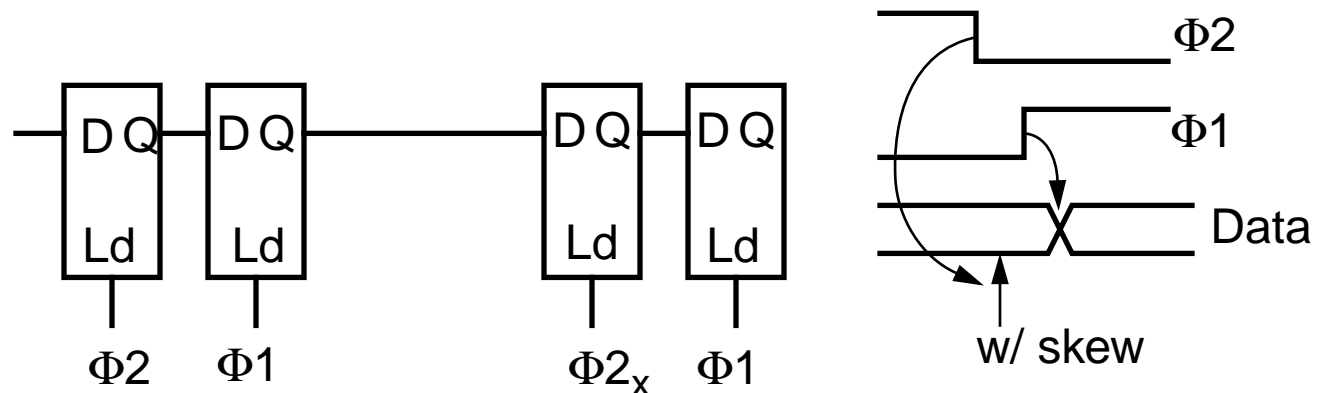 D Q D Q D Q D Q
Ld Ld Ld Ld
Φ2 Φ1 Φ2x Φ1
Φ2
Φ1
Data
w/ skew